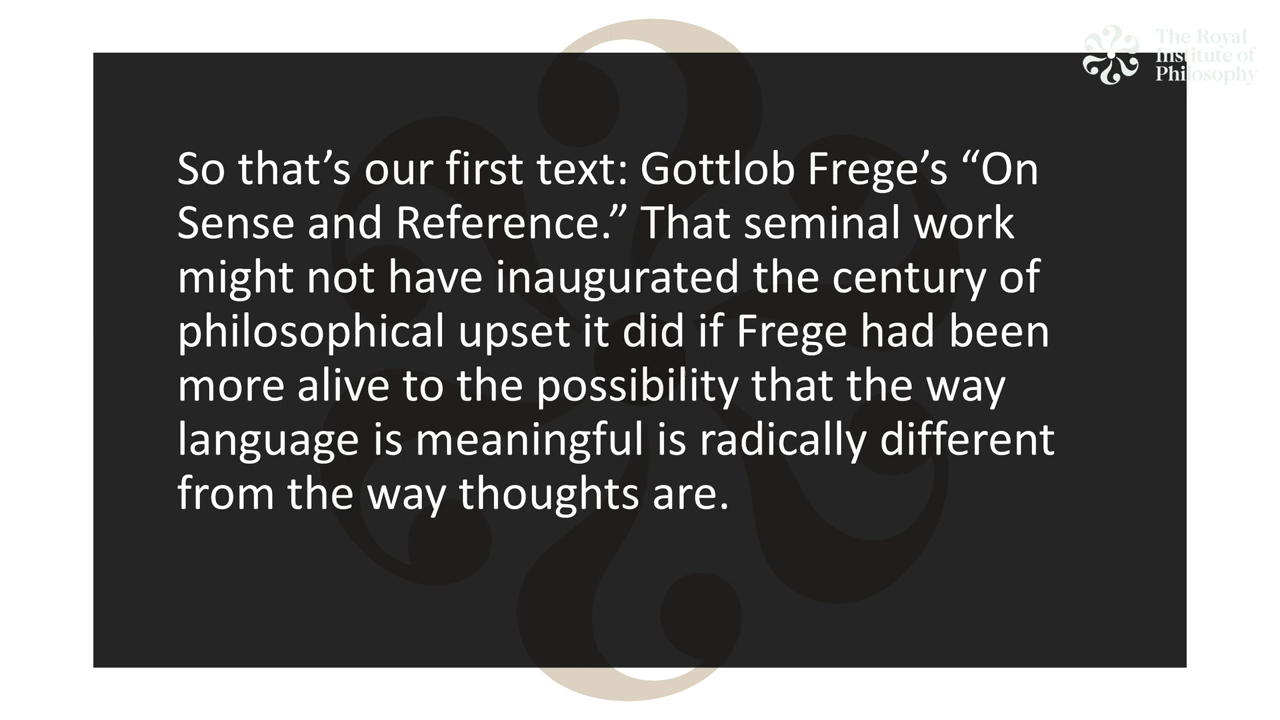 The Royal
Institute of
Philosophy
So that’s our first text: Gottlob Frege’s “On
Sense and Reference.” That seminal work
might not have inaugurated the century of
philosophical upset it did if Frege had been
more alive to the possibility that the way
language is meaningful is radically different
from the way thoughts are.